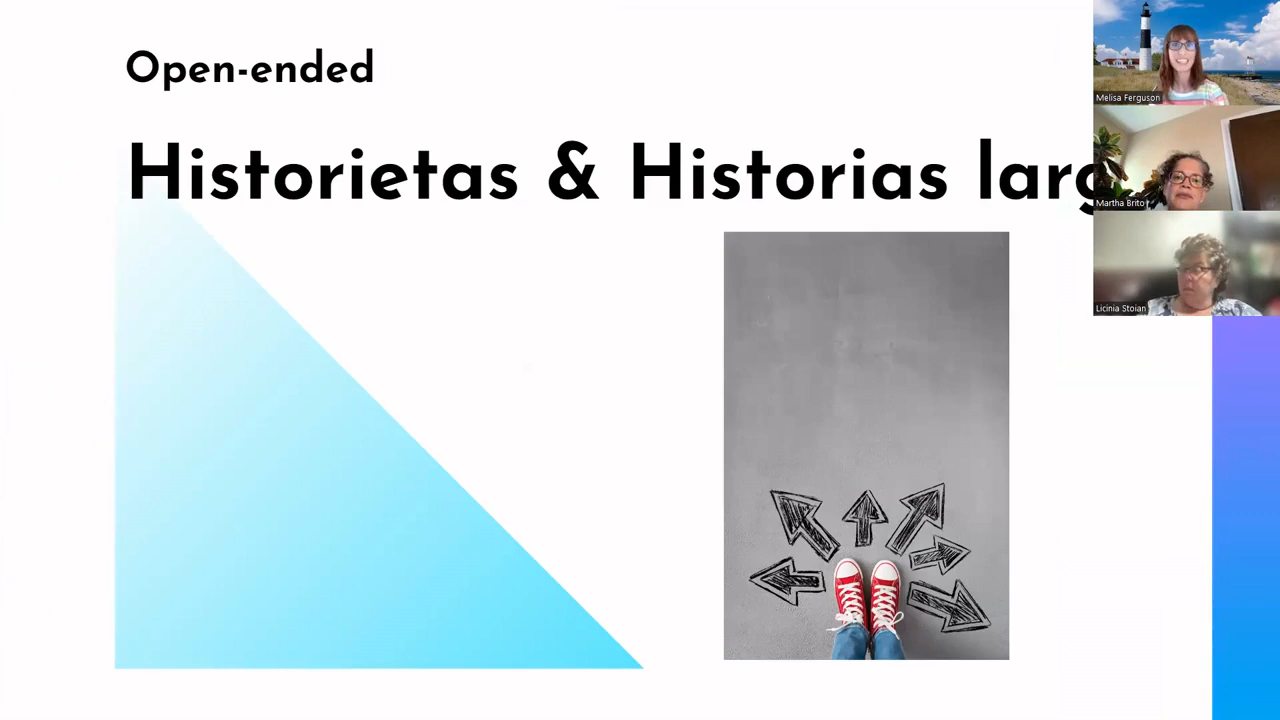 Open-ended
Historietas & Historias larg
Melisa Ferguson
Martha Brito
Licinia Stoian